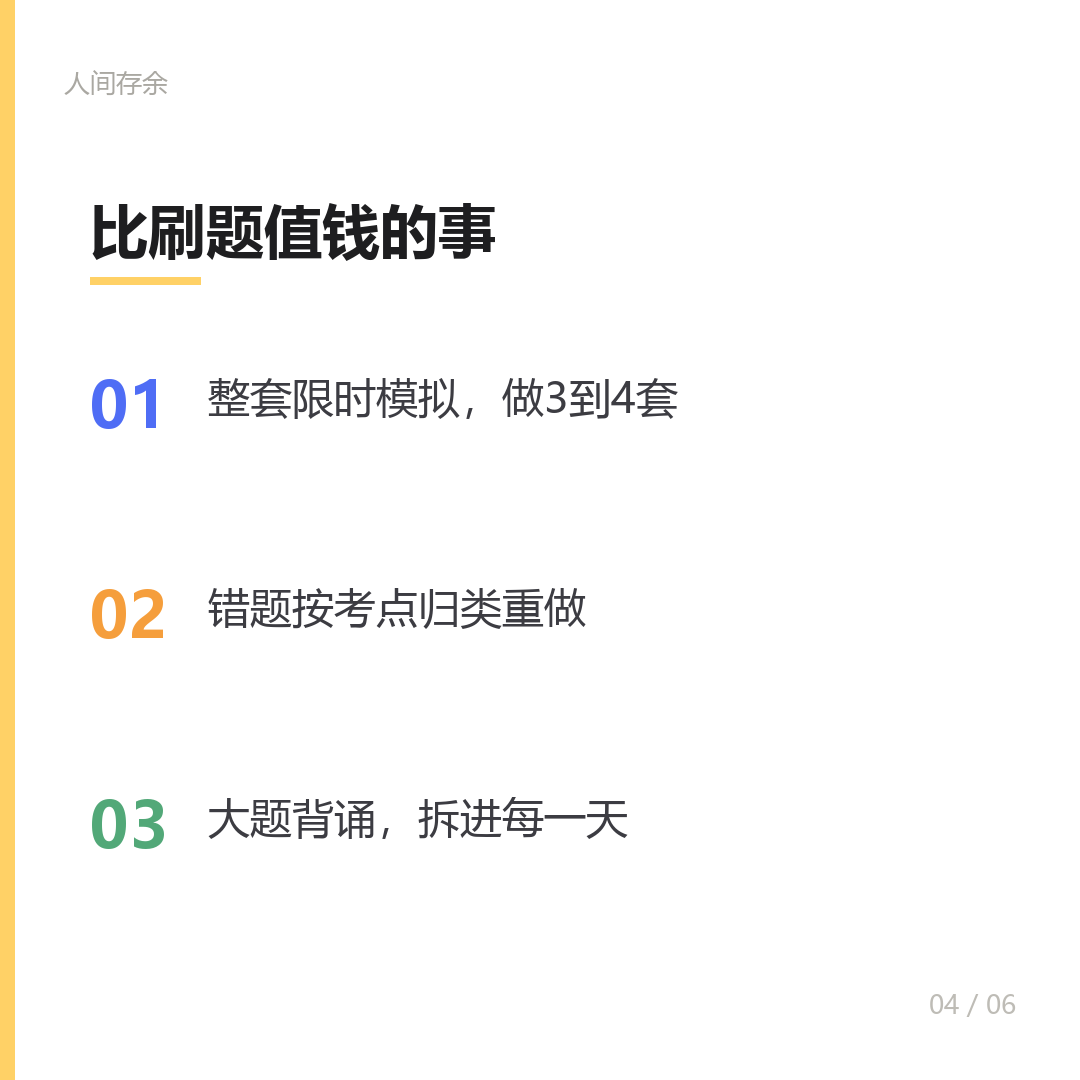 人间存余
比刷题值钱的事
01 整套限时模拟，做3到4套
02 错题按考点归类重做
03 大题背诵，拆进每一天
04 / 06